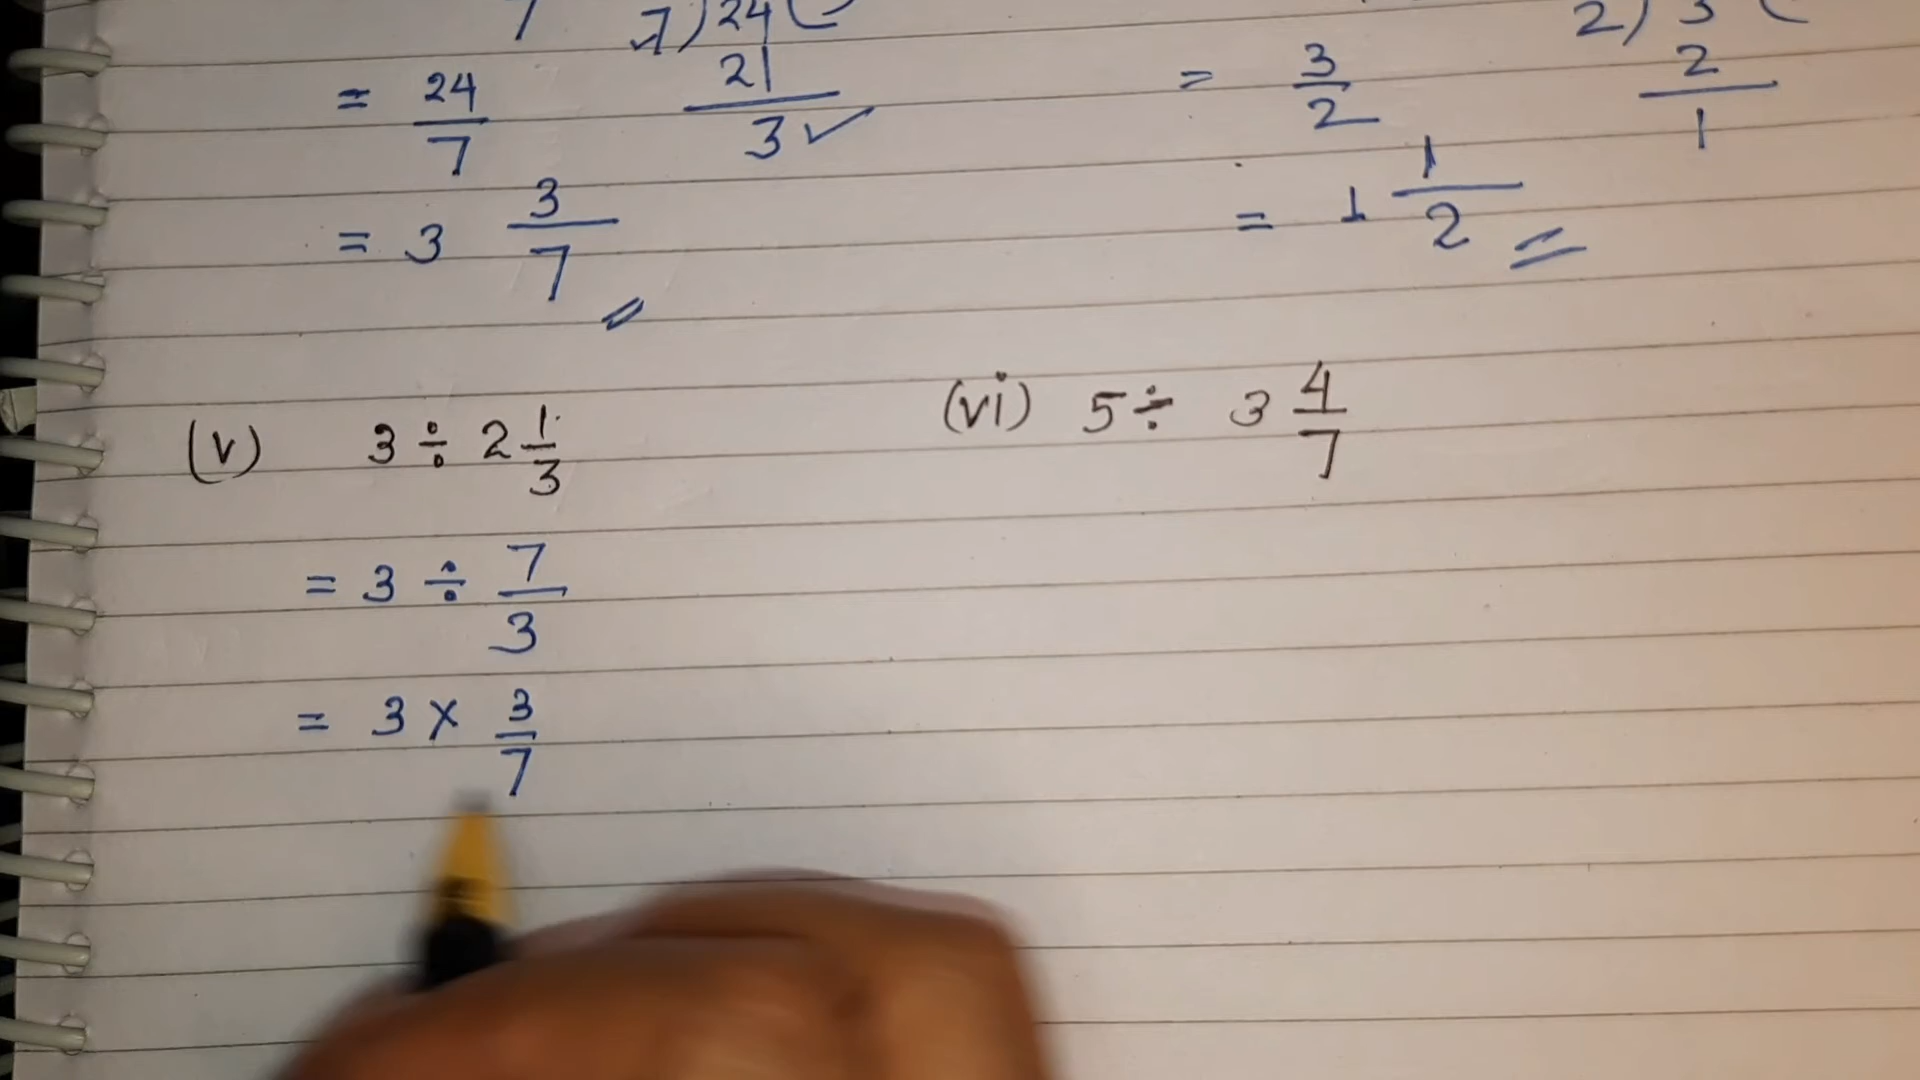 7 7)24(
= 24/7 21
3 ✓
= 3 3/7
2) 3 (
= 3/2 2
1
= 1 1/2
(v) 3 ÷ 2 1/3
= 3 ÷ 7/3
= 3 × 3/7
(vi) 5 ÷ 3 4/7